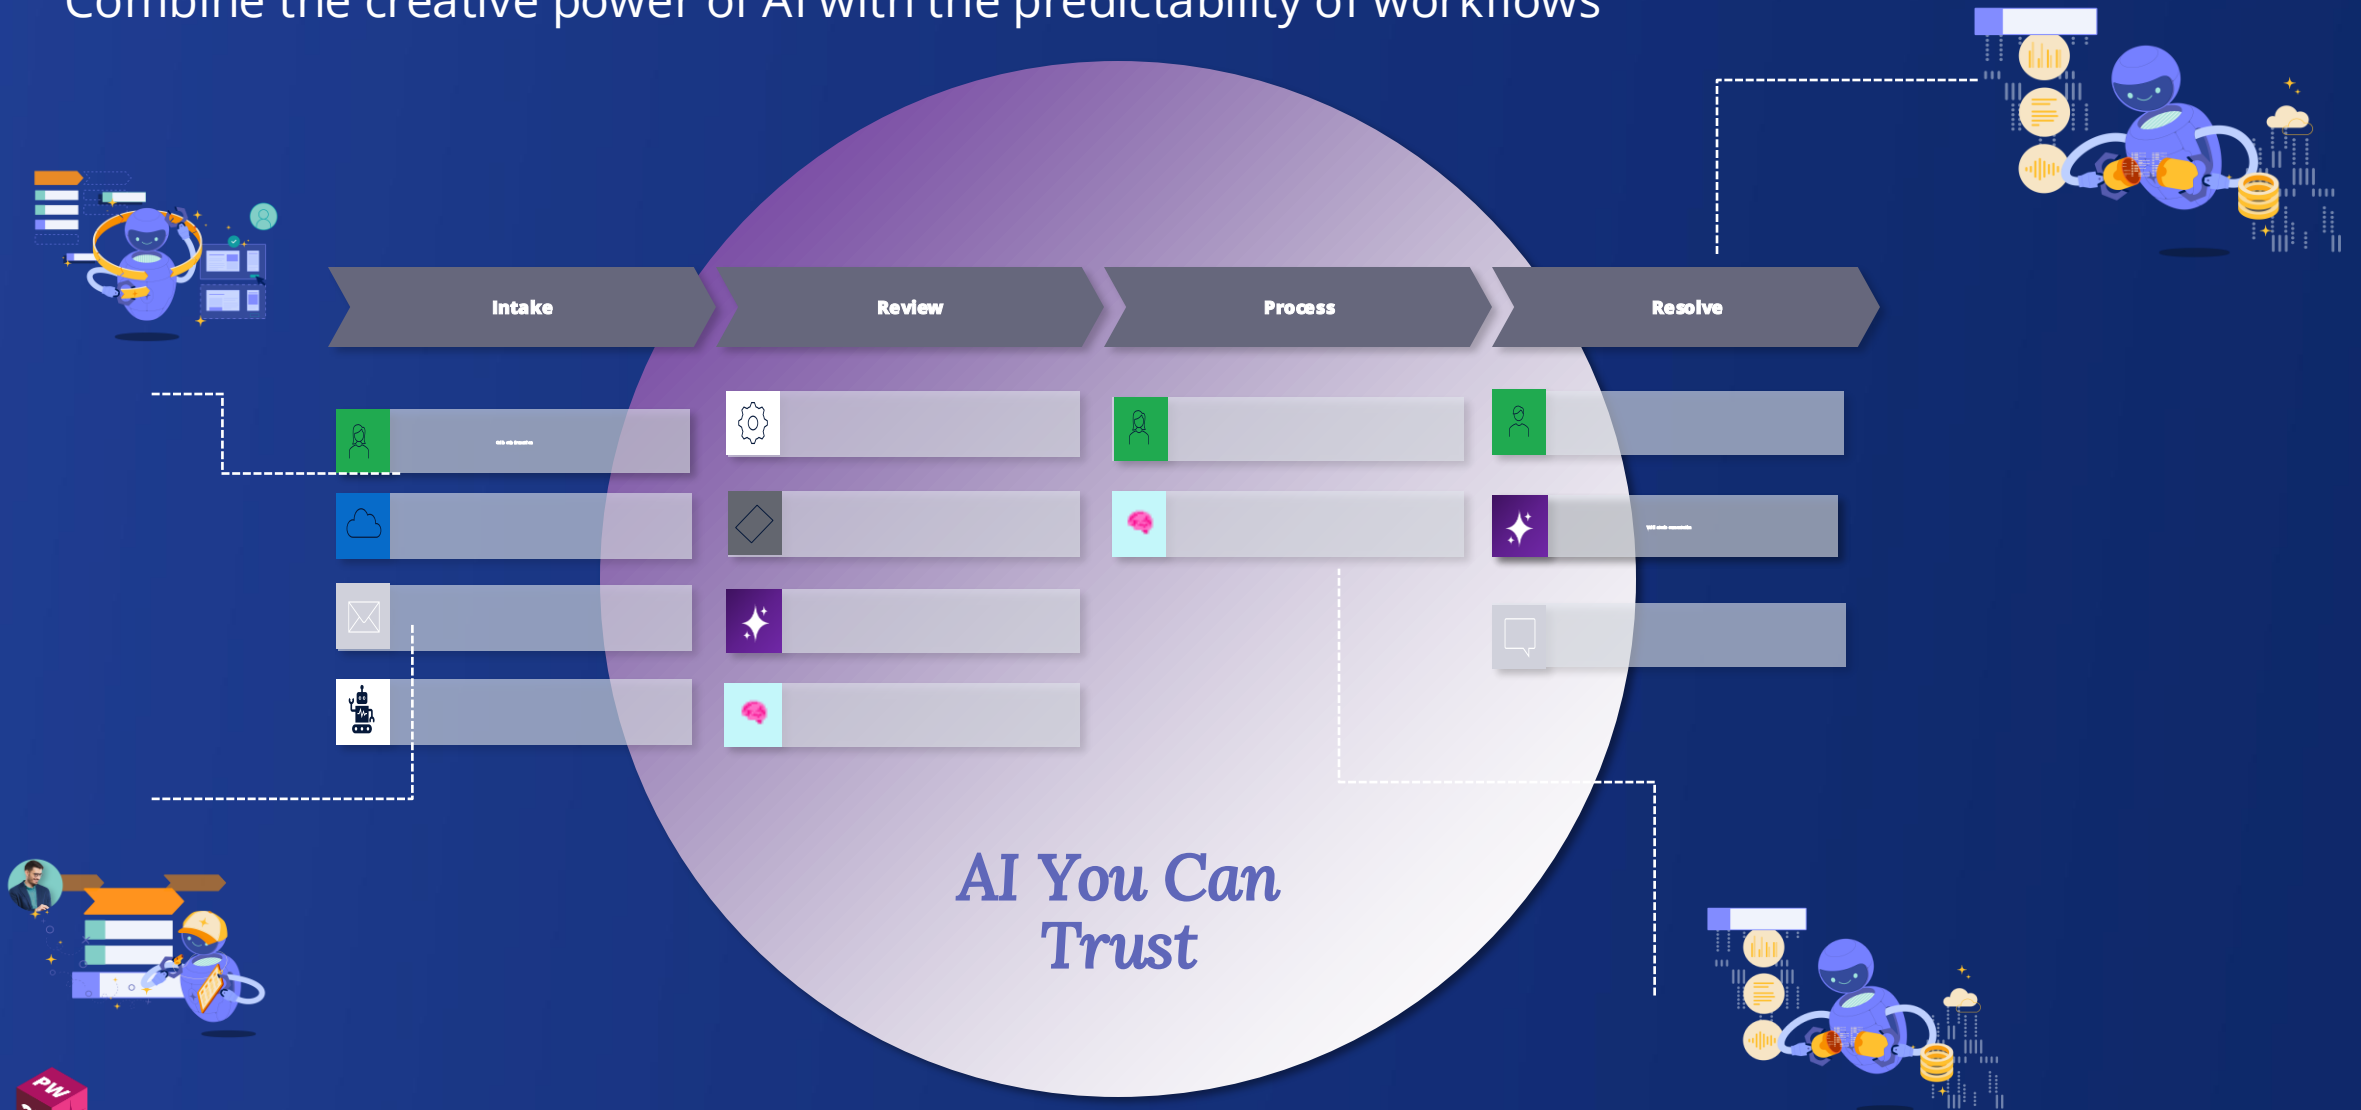 Combine the creative power of AI with the predictability of workflows
Intake
Review
Process
Resolve
AI You Can
Trust
PW